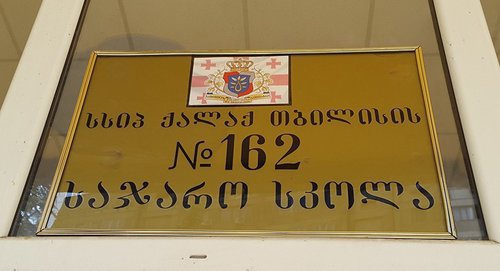 სსიპ ქალაქ თბილისის
№162
საჯარო სკოლა